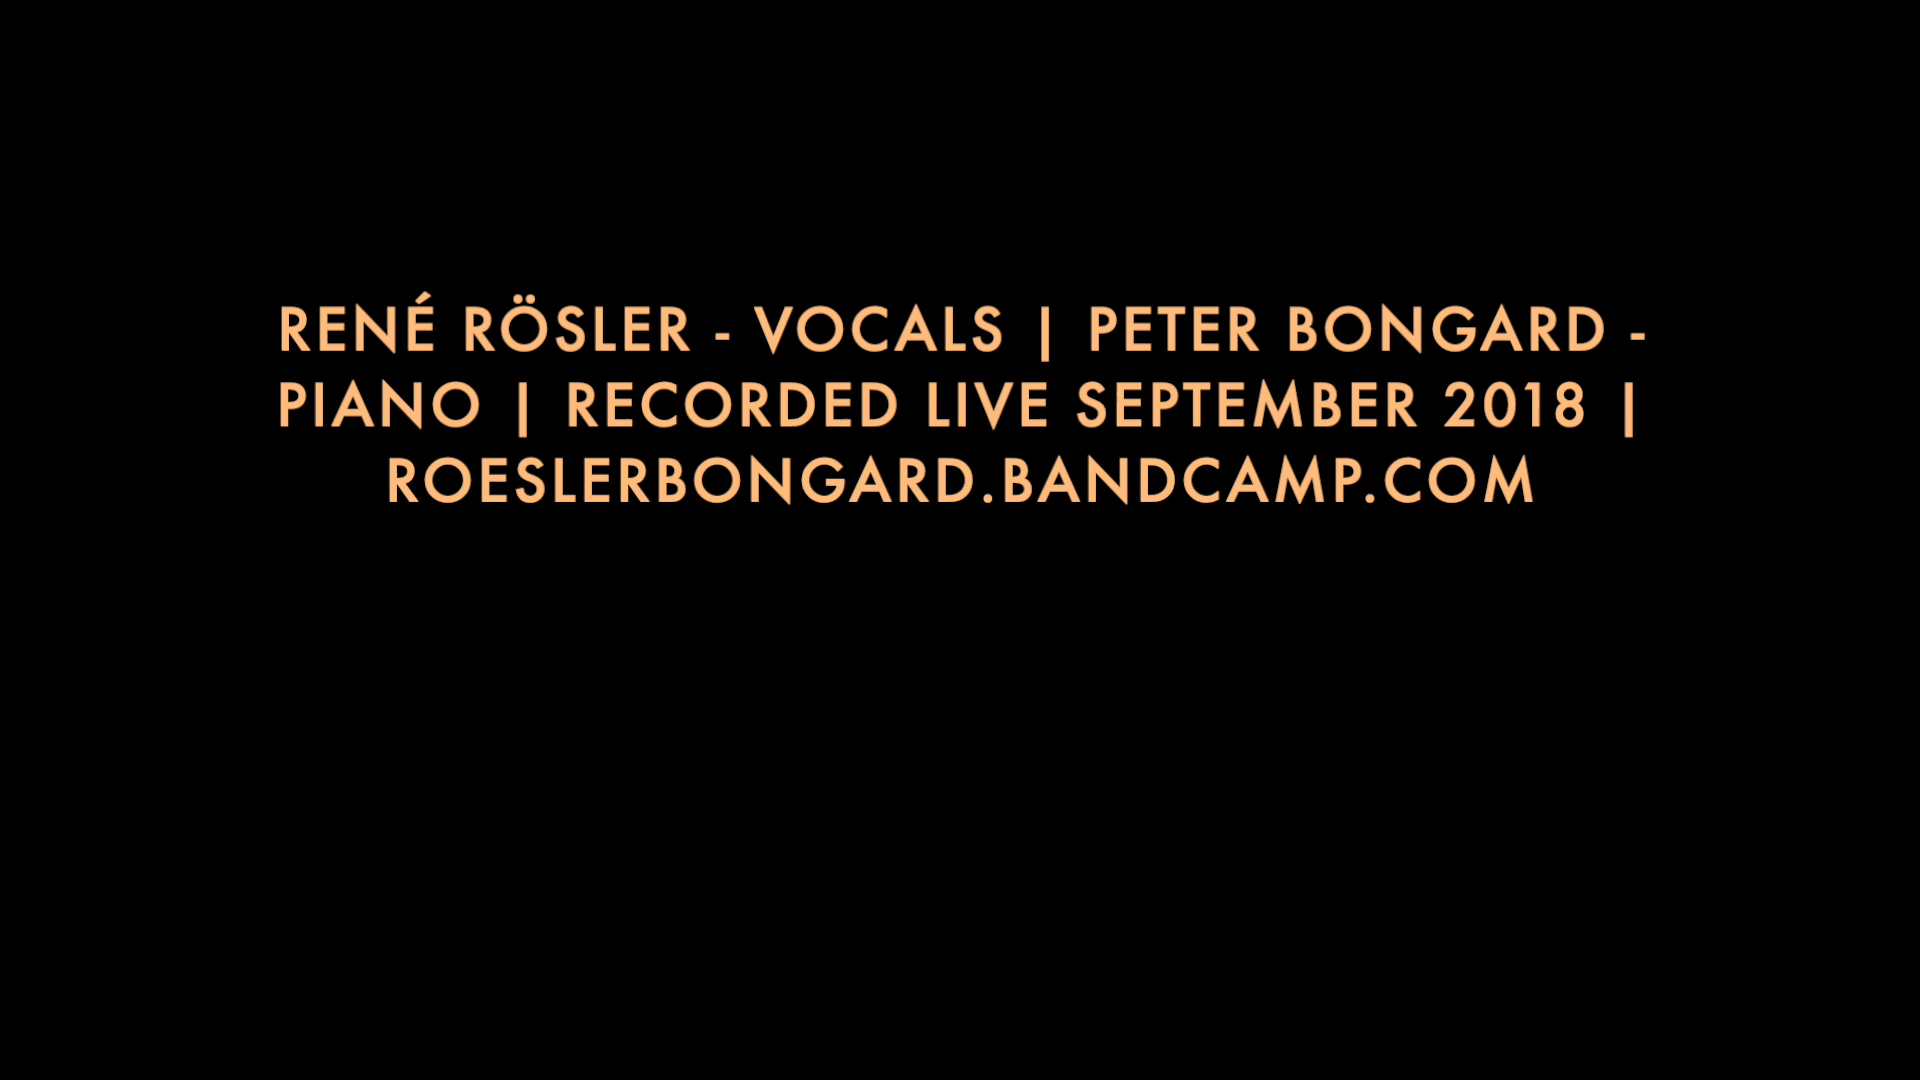 RENÉ RÖSLER - VOCALS | PETER BONGARD -
PIANO | RECORDED LIVE SEPTEMBER 2018 |
ROESLERBONGARD.BANDCAMP.COM